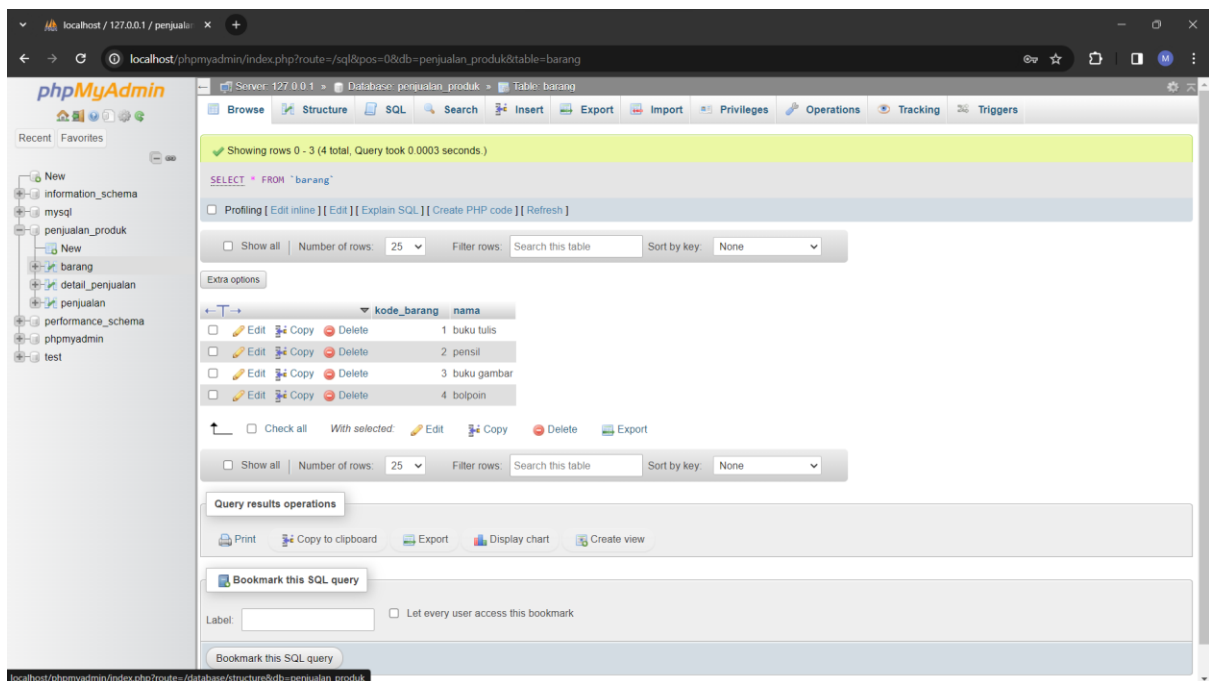 localhost / 127.0.0.1 / penjualan
localhost/phpmyadmin/index.php?route=/sql&pos=0&db=penjualan_produk&table=barang
M
phpMyAdmin
Recent Favorites
New
information_schema
mysql
penjualan_produk
New
barang
detail_penjualan
penjualan
performance_schema
phpmyadmin
test
Server: 127.0.0.1 » Database: penjualan_produk » Table: barang
Browse Structure SQL Search Insert Export Import Privileges Operations Tracking Triggers
Showing rows 0 - 3 (4 total, Query took 0.0003 seconds.)
SELECT * FROM `barang`
Profiling [ Edit inline ] [ Edit ] [ Explain SQL ] [ Create PHP code ] [ Refresh ]
Show all | Number of rows: 25 Filter rows: Search this table Sort by key: None
Extra options
←T→ kode_barang nama
Edit Copy Delete 1 buku tulis
Edit Copy Delete 2 pensil
Edit Copy Delete 3 buku gambar
Edit Copy Delete 4 bolpoin
Check all With selected: Edit Copy Delete Export
Show all | Number of rows: 25 Filter rows: Search this table Sort by key: None
Query results operations
Print Copy to clipboard Export Display chart Create view
Bookmark this SQL query
Label: Let every user access this bookmark
Bookmark this SQL query
localhost/phpmyadmin/index.php?route=/database/structure&db=penjualan_produk